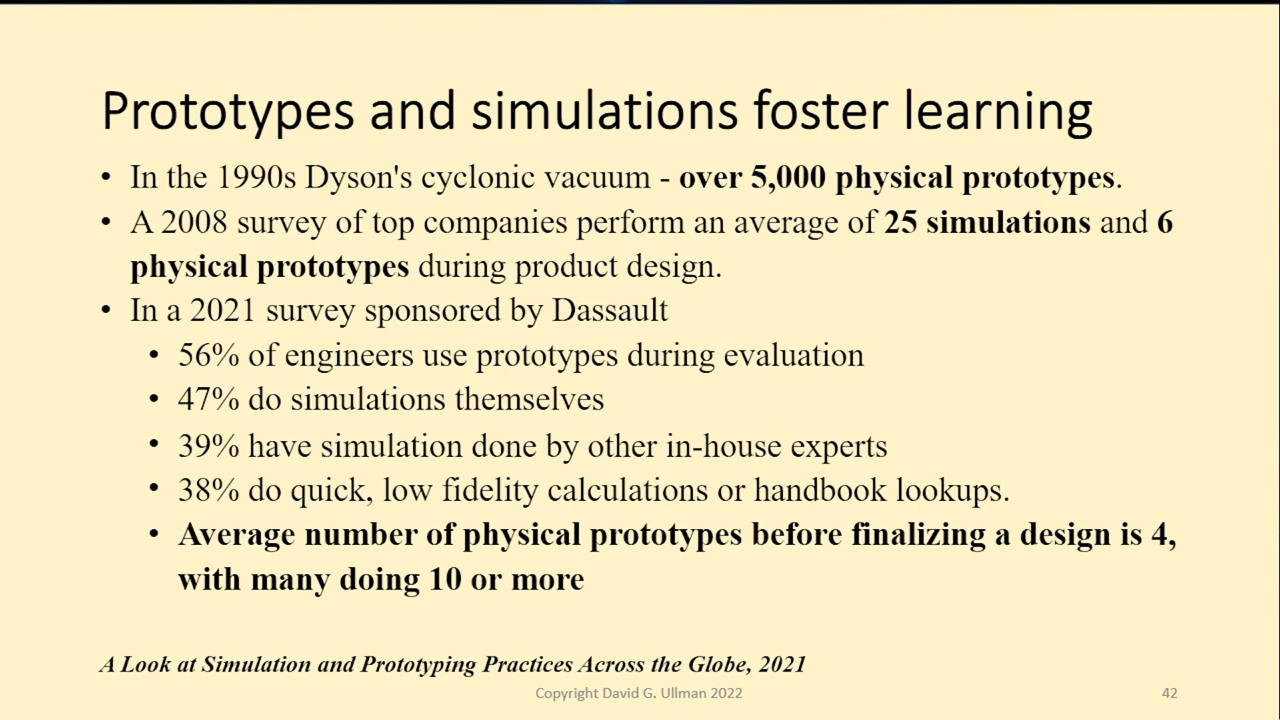 Prototypes and simulations foster learning
• In the 1990s Dyson's cyclonic vacuum - over 5,000 physical prototypes.
• A 2008 survey of top companies perform an average of 25 simulations and 6
physical prototypes during product design.
• In a 2021 survey sponsored by Dassault
• 56% of engineers use prototypes during evaluation
• 47% do simulations themselves
• 39% have simulation done by other in-house experts
• 38% do quick, low fidelity calculations or handbook lookups.
• Average number of physical prototypes before finalizing a design is 4,
with many doing 10 or more
A Look at Simulation and Prototyping Practices Across the Globe, 2021
Copyright David G. Ullman 2022
42